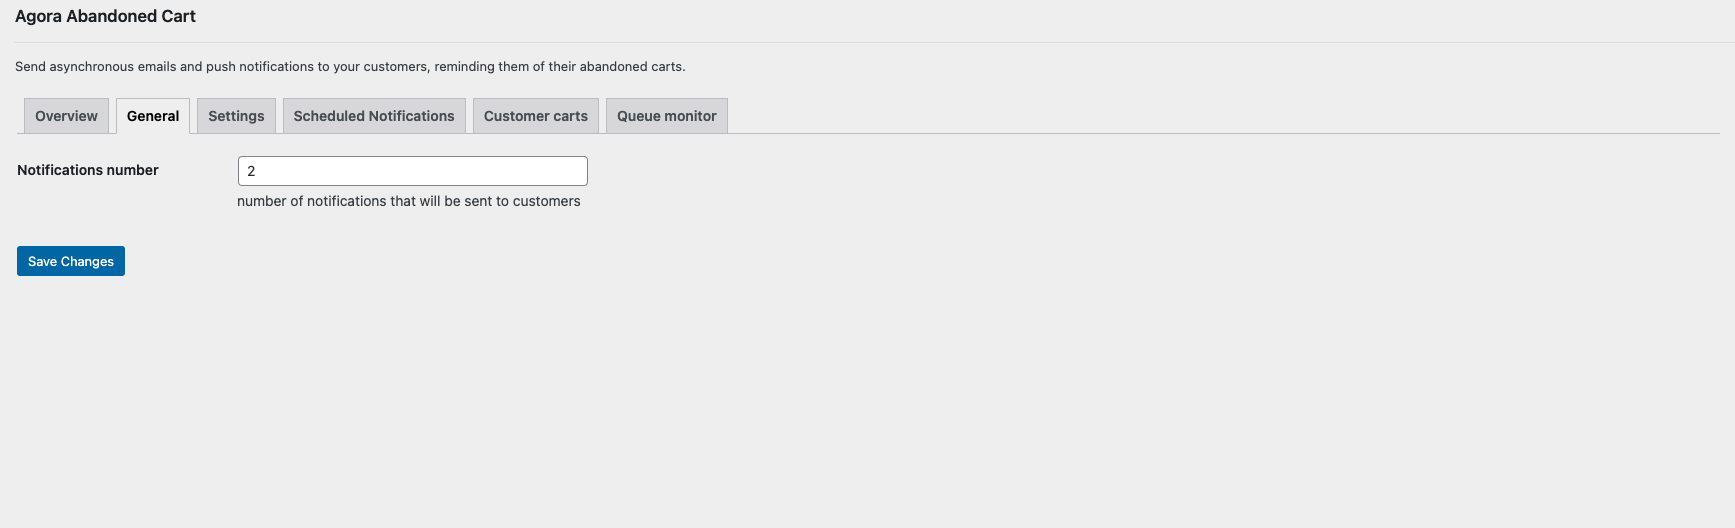 Agora Abandoned Cart
Send asynchronous emails and push notifications to your customers, reminding them of their abandoned carts.
Overview General Settings Scheduled Notifications Customer carts Queue monitor
Notifications number 2
number of notifications that will be sent to customers
Save Changes